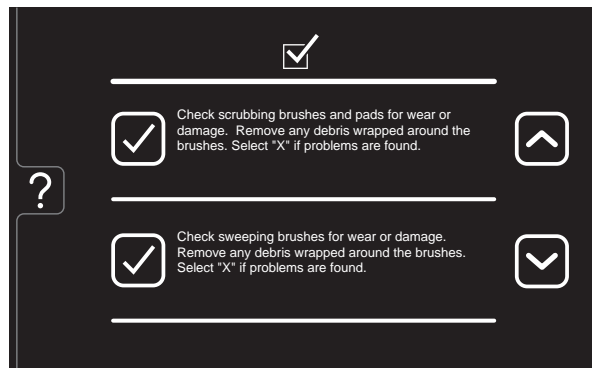 Check scrubbing brushes and pads for wear or
damage.  Remove any debris wrapped around the
brushes. Select "X" if problems are found.
?
Check sweeping brushes for wear or damage.
Remove any debris wrapped around the brushes.
Select "X" if problems are found.